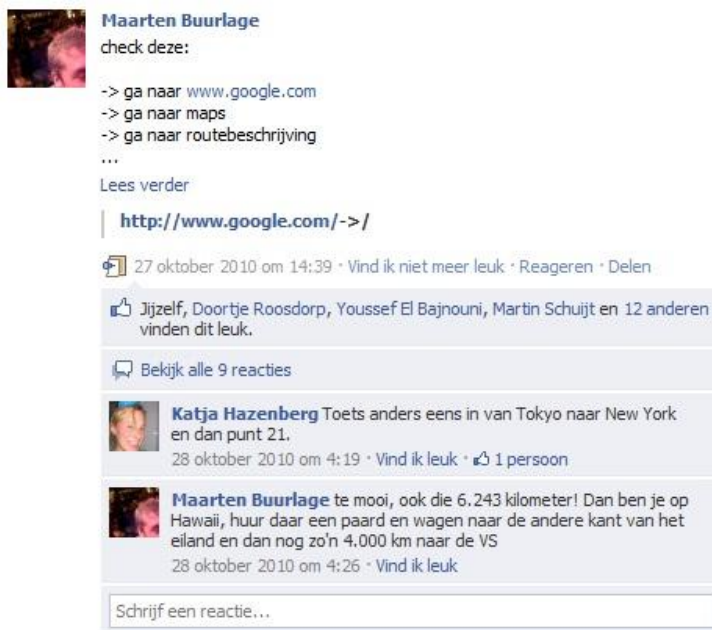 Maarten Buurlage
check deze:
-> ga naar www.google.com
-> ga naar maps
-> ga naar routebeschrijving
...
Lees verder
http://www.google.com/->/
27 oktober 2010 om 14:39 · Vind ik niet meer leuk · Reageren · Delen
Jijzelf, Doortje Roosdorp, Youssef El Bajnouni, Martin Schuijt en 12 anderen
vinden dit leuk.
Bekijk alle 9 reacties
Katja Hazenberg Toets anders eens in van Tokyo naar New York
en dan punt 21.
28 oktober 2010 om 4:19 · Vind ik leuk · 1 persoon
Maarten Buurlage te mooi, ook die 6.243 kilometer! Dan ben je op
Hawaii, huur daar een paard en wagen naar de andere kant van het
eiland en dan nog zo'n 4.000 km naar de VS
28 oktober 2010 om 4:26 · Vind ik leuk
Schrijf een reactie...